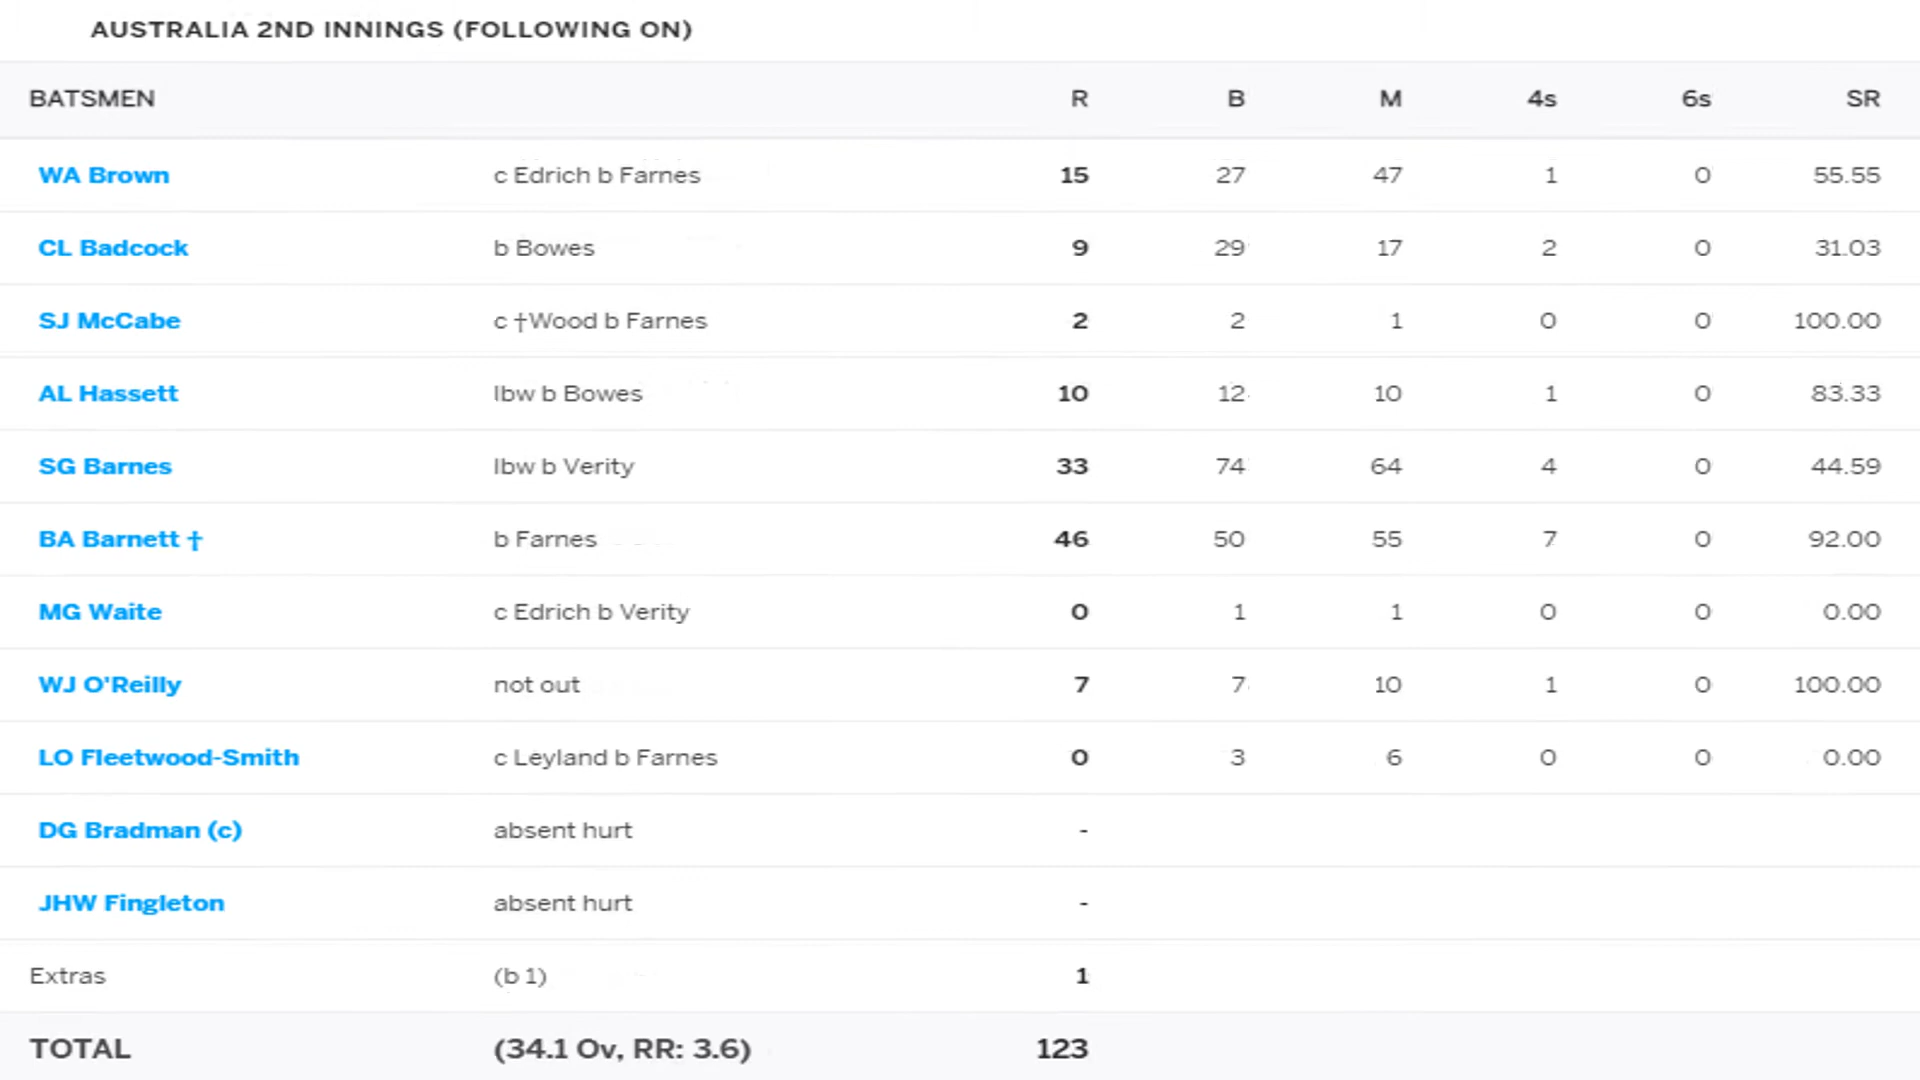 AUSTRALIA 2ND INNINGS (FOLLOWING ON)
BATSMEN R B M 4s 6s SR
WA Brown c Edrich b Farnes 15 27 47 1 0 55.55
CL Badcock b Bowes 9 29 17 2 0 31.03
SJ McCabe c †Wood b Farnes 2 2 1 0 0 100.00
AL Hassett lbw b Bowes 10 12 10 1 0 83.33
SG Barnes lbw b Verity 33 74 64 4 0 44.59
BA Barnett † b Farnes 46 50 55 7 0 92.00
MG Waite c Edrich b Verity 0 1 1 0 0 0.00
WJ O'Reilly not out 7 7 10 1 0 100.00
LO Fleetwood-Smith c Leyland b Farnes 0 3 6 0 0 0.00
DG Bradman (c) absent hurt -
JHW Fingleton absent hurt -
Extras (b 1) 1
TOTAL (34.1 Ov, RR: 3.6) 123